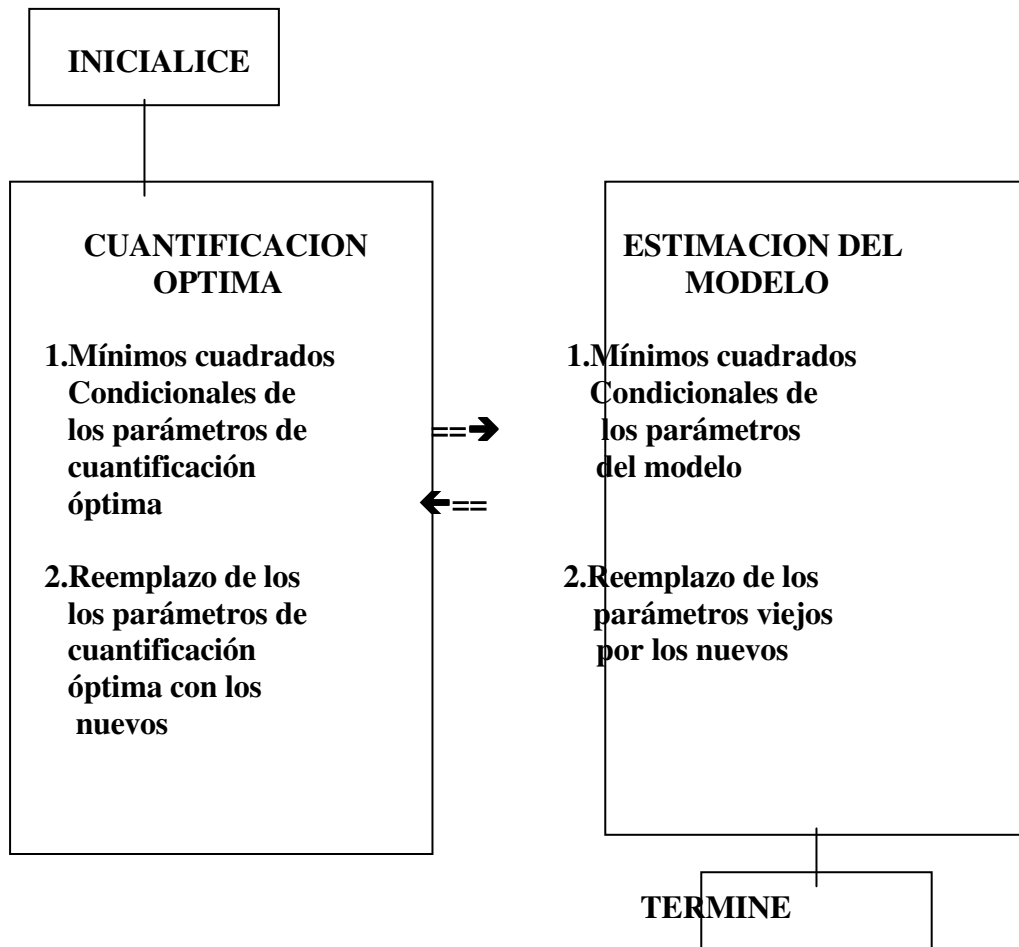 INICIALICE
CUANTIFICACION
OPTIMA
1.Mínimos cuadrados
Condicionales de
los parámetros de
cuantificación
óptima
2.Reemplazo de los
los parámetros de
cuantificación
óptima con los
nuevos
==➔
🡸==
ESTIMACION DEL
MODELO
1.Mínimos cuadrados
Condicionales de
los parámetros
del modelo
2.Reemplazo de los
parámetros viejos
por los nuevos
TERMINE